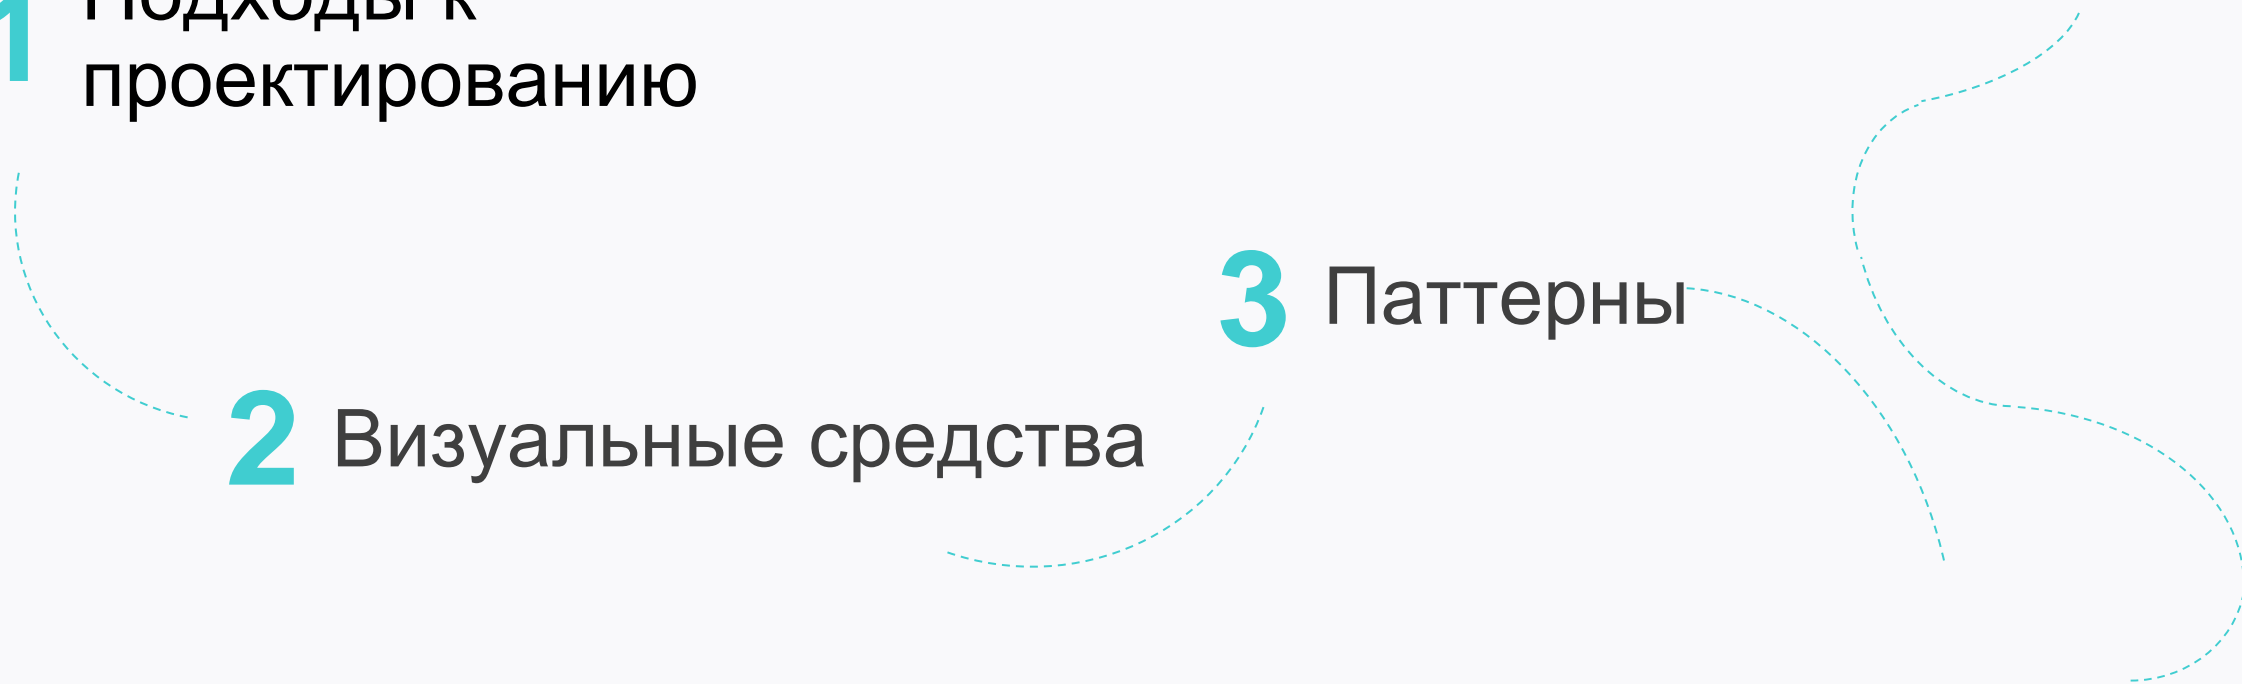 1 Подходы к
проектированию
3 Паттерны
2 Визуальные средства